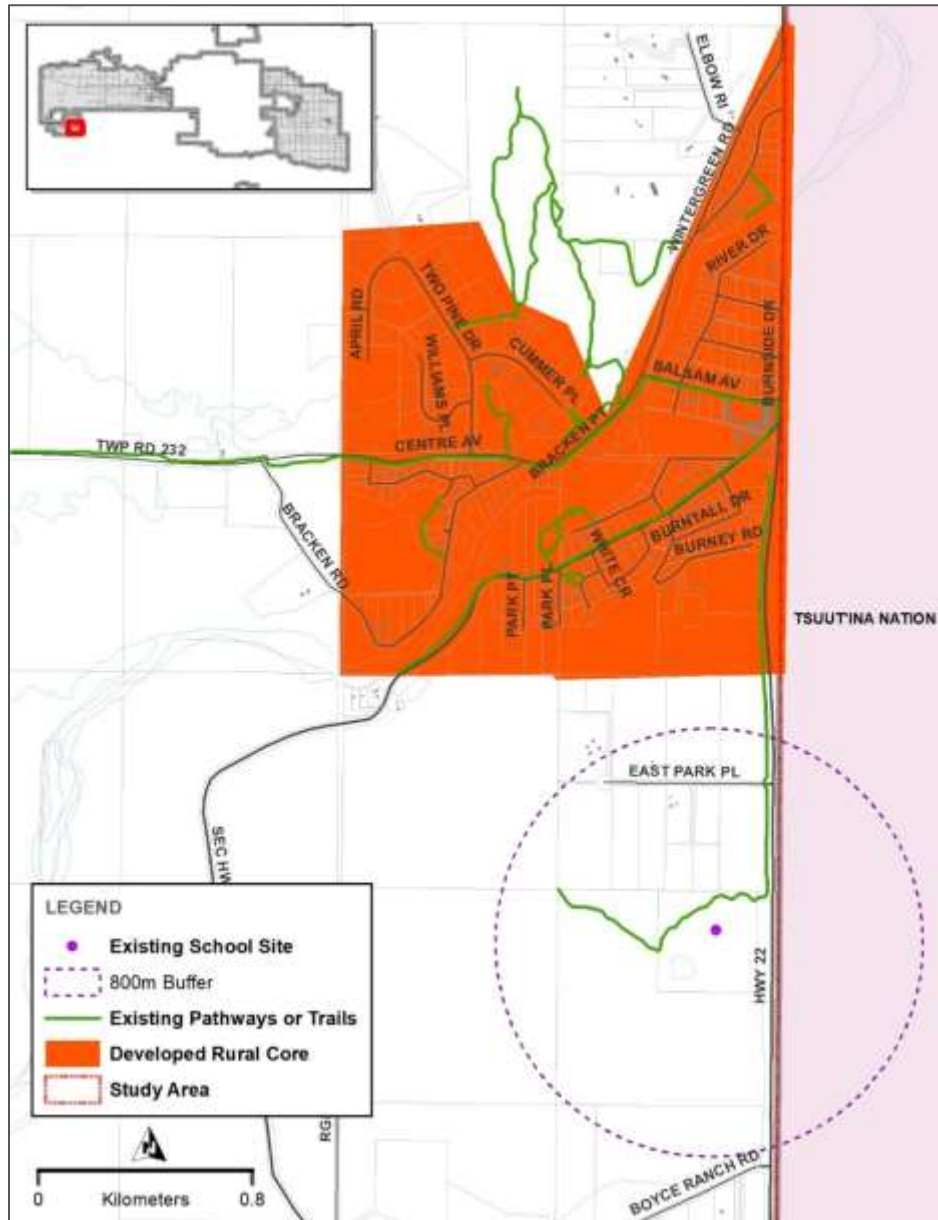 ELBOW RI
WINTERGREEN RD
RIVER DR
BURNSIDE DR
TWO PINE DR
APRIL RD
WILLIAMS PL
CUMMER PL
BALSAM AV
CENTRE AV
BRACKEN PT
TWP RD 232
BRACKEN RD
BURNTALL DR
BURNEY RD
WHITE CR
PARK PT
PARK PL
TSUUT'INA NATION
EAST PARK PL
SEC HW
HWY 22
RG
BOYCE RANCH RD
LEGEND
Existing School Site
800m Buffer
Existing Pathways or Trails
Developed Rural Core
Study Area
N
0 Kilometers 0.8